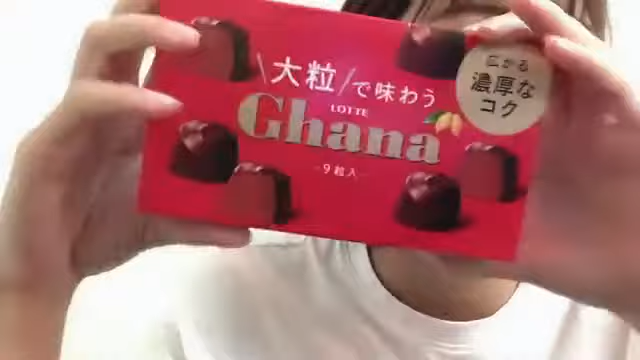 \大粒/で味わう
LOTTE
Ghana
-9粒入-
広がる
濃厚な
コク